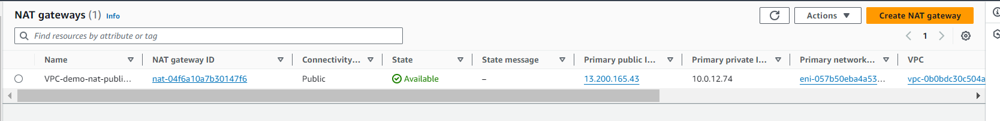 NAT gateways (1) Info
Actions
Create NAT gateway
Find resources by attribute or tag
1
Name NAT gateway ID Connectivity... State State message Primary public I... Primary private I... Primary network... VPC
VPC-demo-nat-publi... nat-04f6a10a7b30147f6 Public Available – 13.200.165.43 10.0.12.74 eni-057b50eba4a53... vpc-0b0bdc30c504a